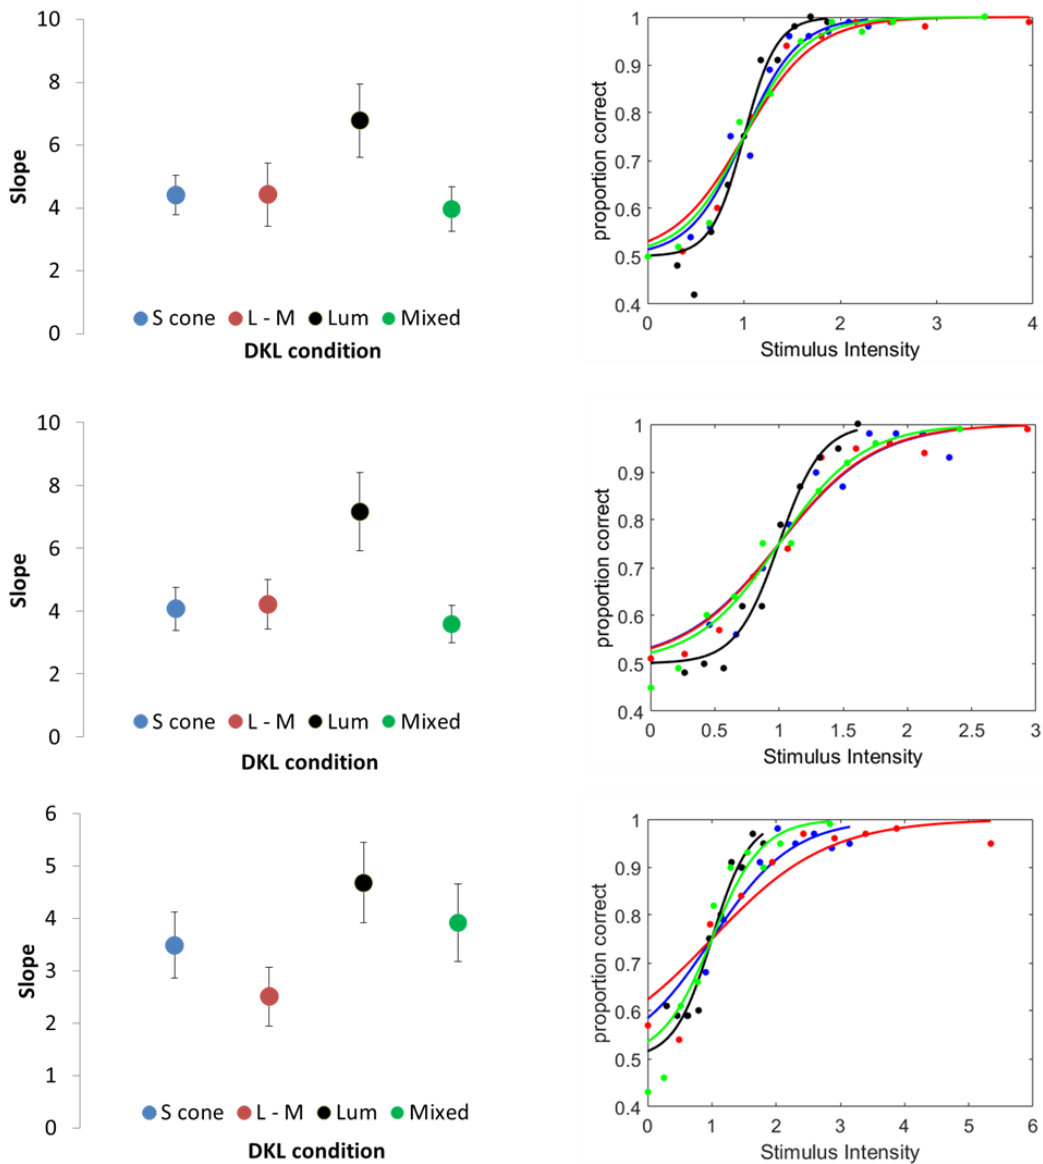 10
8
6
4
2
0
Slope
S cone L - M Lum Mixed
DKL condition
1
0.9
0.8
0.7
0.6
0.5
0.4
proportion correct
0 1 2 3 4
Stimulus Intensity
10
8
6
4
2
0
Slope
S cone L - M Lum Mixed
DKL condition
1
0.9
0.8
0.7
0.6
0.5
0.4
proportion correct
0 0.5 1 1.5 2 2.5 3
Stimulus Intensity
6
5
4
3
2
1
0
Slope
S cone L - M Lum Mixed
DKL condition
1
0.9
0.8
0.7
0.6
0.5
0.4
proportion correct
0 1 2 3 4 5 6
Stimulus Intensity